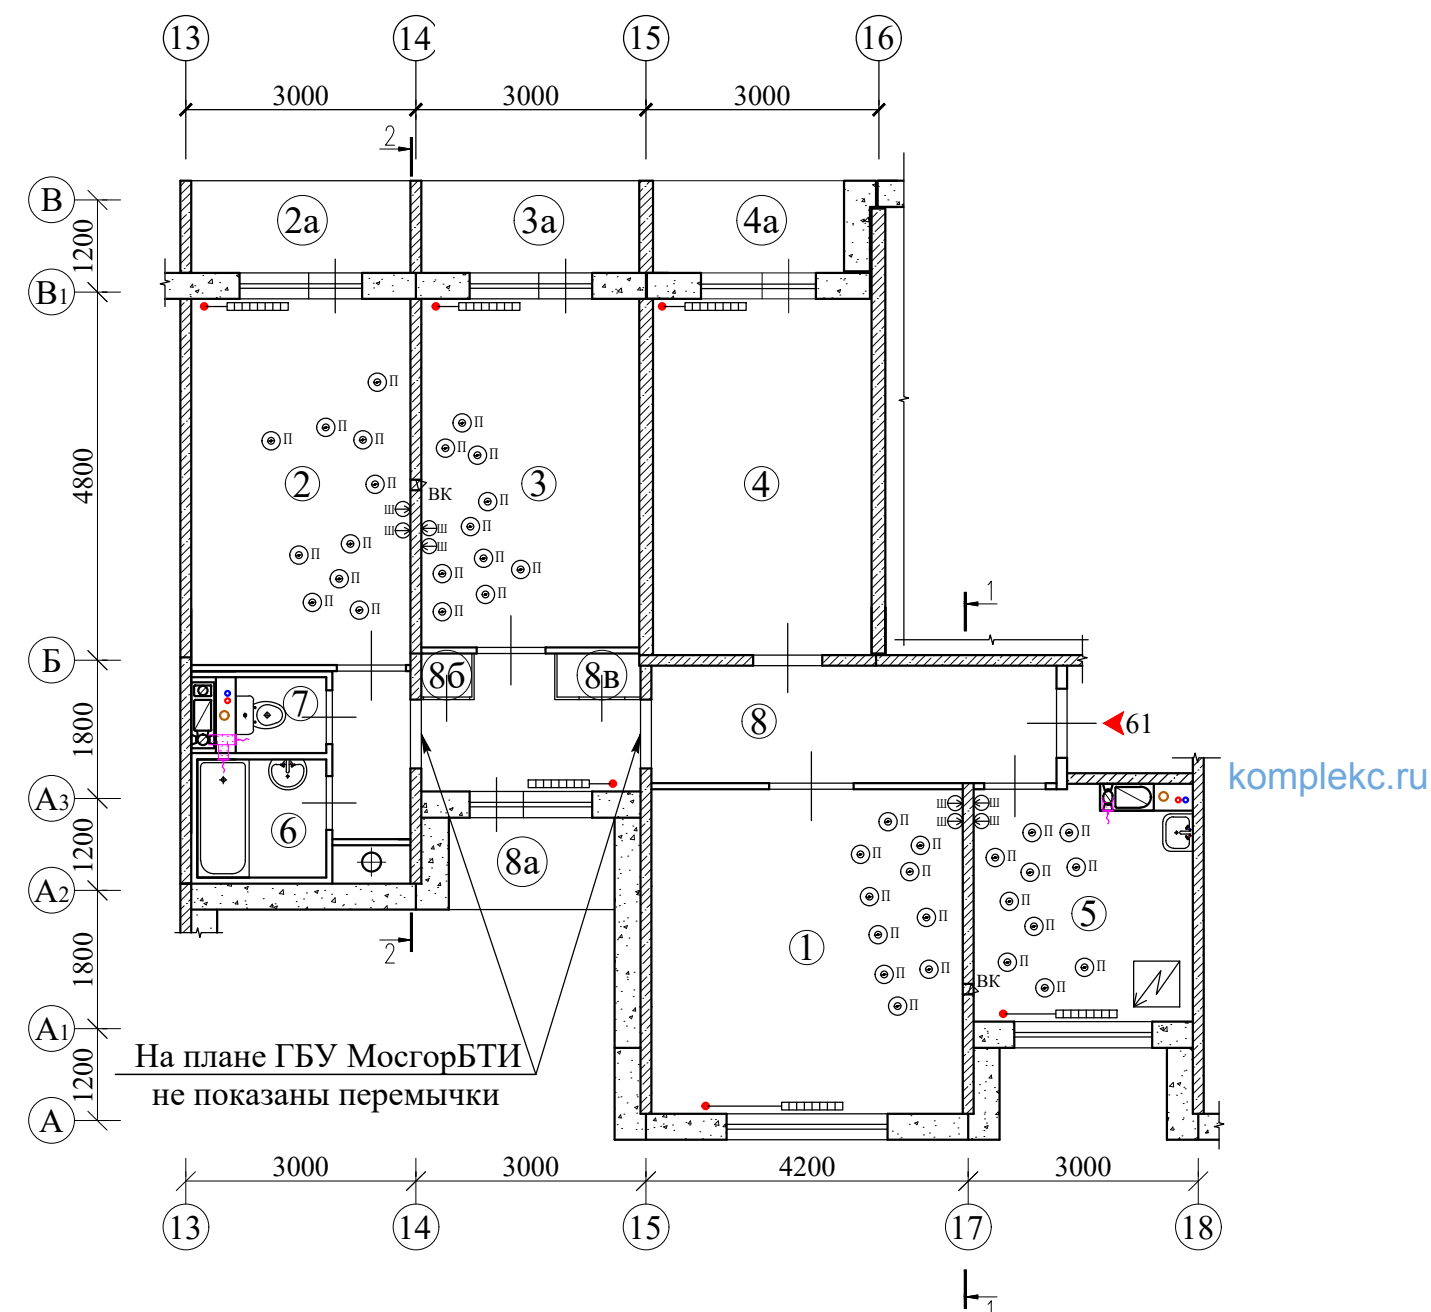 13 14 15 16
3000 3000 3000
2
В
2а 3а 4а
1200
В1
4800
П
П П
П П П П
П П
2 П 3 4
ВК П
Ш
Ш Ш П
Ш
П П П П
П П П
П П П
1
Б
8б 8в
7
1800 8 61
komplekc.ru
А3
Ш Ш
Ш Ш
П П П
6
1200 8а П П П П
П
А2
П П
5
П П
П
1800 2 1
П П П П
ВК
П П
А1
На плане ГБУ МосгорБТИ
не показаны перемычки
1200
А
3000 3000 4200 3000
13 14 15 17 18
1